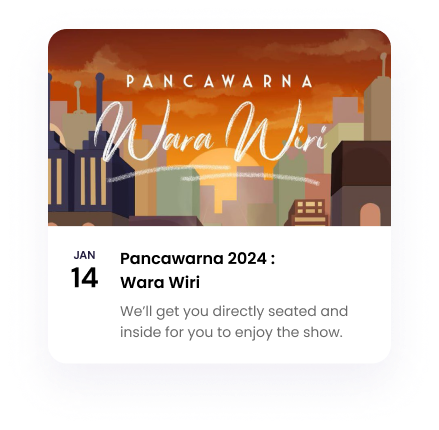 PANCAWARNA
Wara Wiri
JAN
14
Pancawarna 2024 :
Wara Wiri
We'll get you directly seated and
inside for you to enjoy the show.